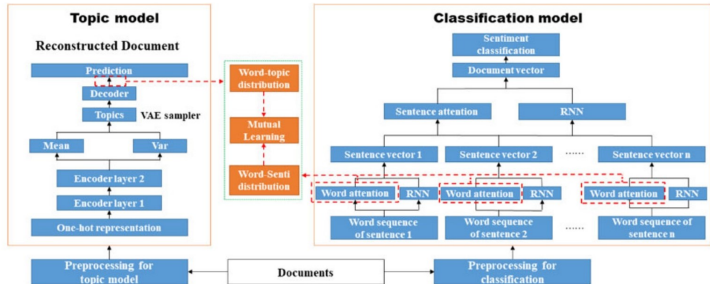 Topic model
Reconstructed Document
Prediction
Decoder
Topics
VAE sampler
Mean
Var
Encoder layer 2
Encoder layer 1
One-hot representation
Preprocessing for
topic model
Word-topic
distribution
Mutual
Learning
Word-Senti
distribution
Documents
Classification model
Sentiment
classification
Document vector
Sentence attention
RNN
Sentence vector 1
Sentence vector 2
......
Sentence vector n
Word attention
RNN
Word attention
RNN
Word attention
RNN
Word sequence
of sentence 1
Word sequence
of sentence 2
......
Word sequence of
sentence n
Preprocessing for
classification